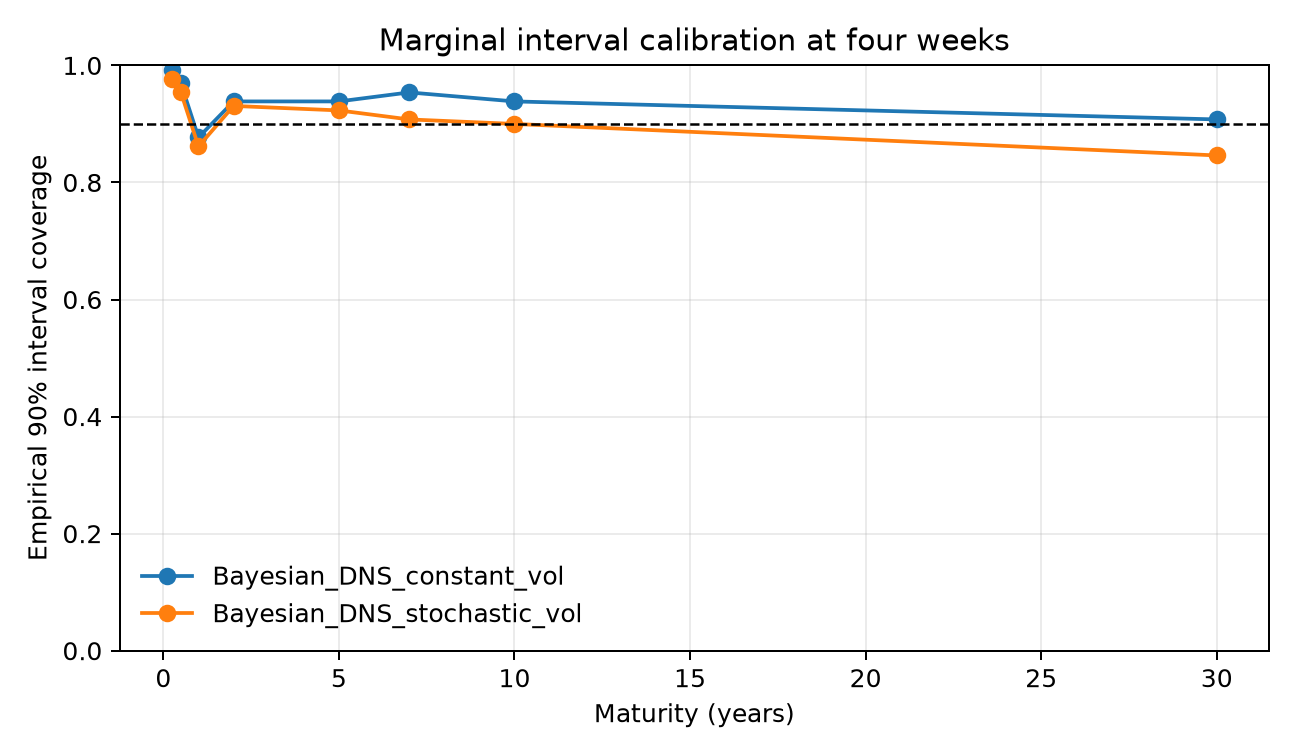 Marginal interval calibration at four weeks
Empirical 90% interval coverage
1.0
0.8
0.6
0.4
0.2
0.0
Bayesian_DNS_constant_vol
Bayesian_DNS_stochastic_vol
0 5 10 15 20 25 30
Maturity (years)